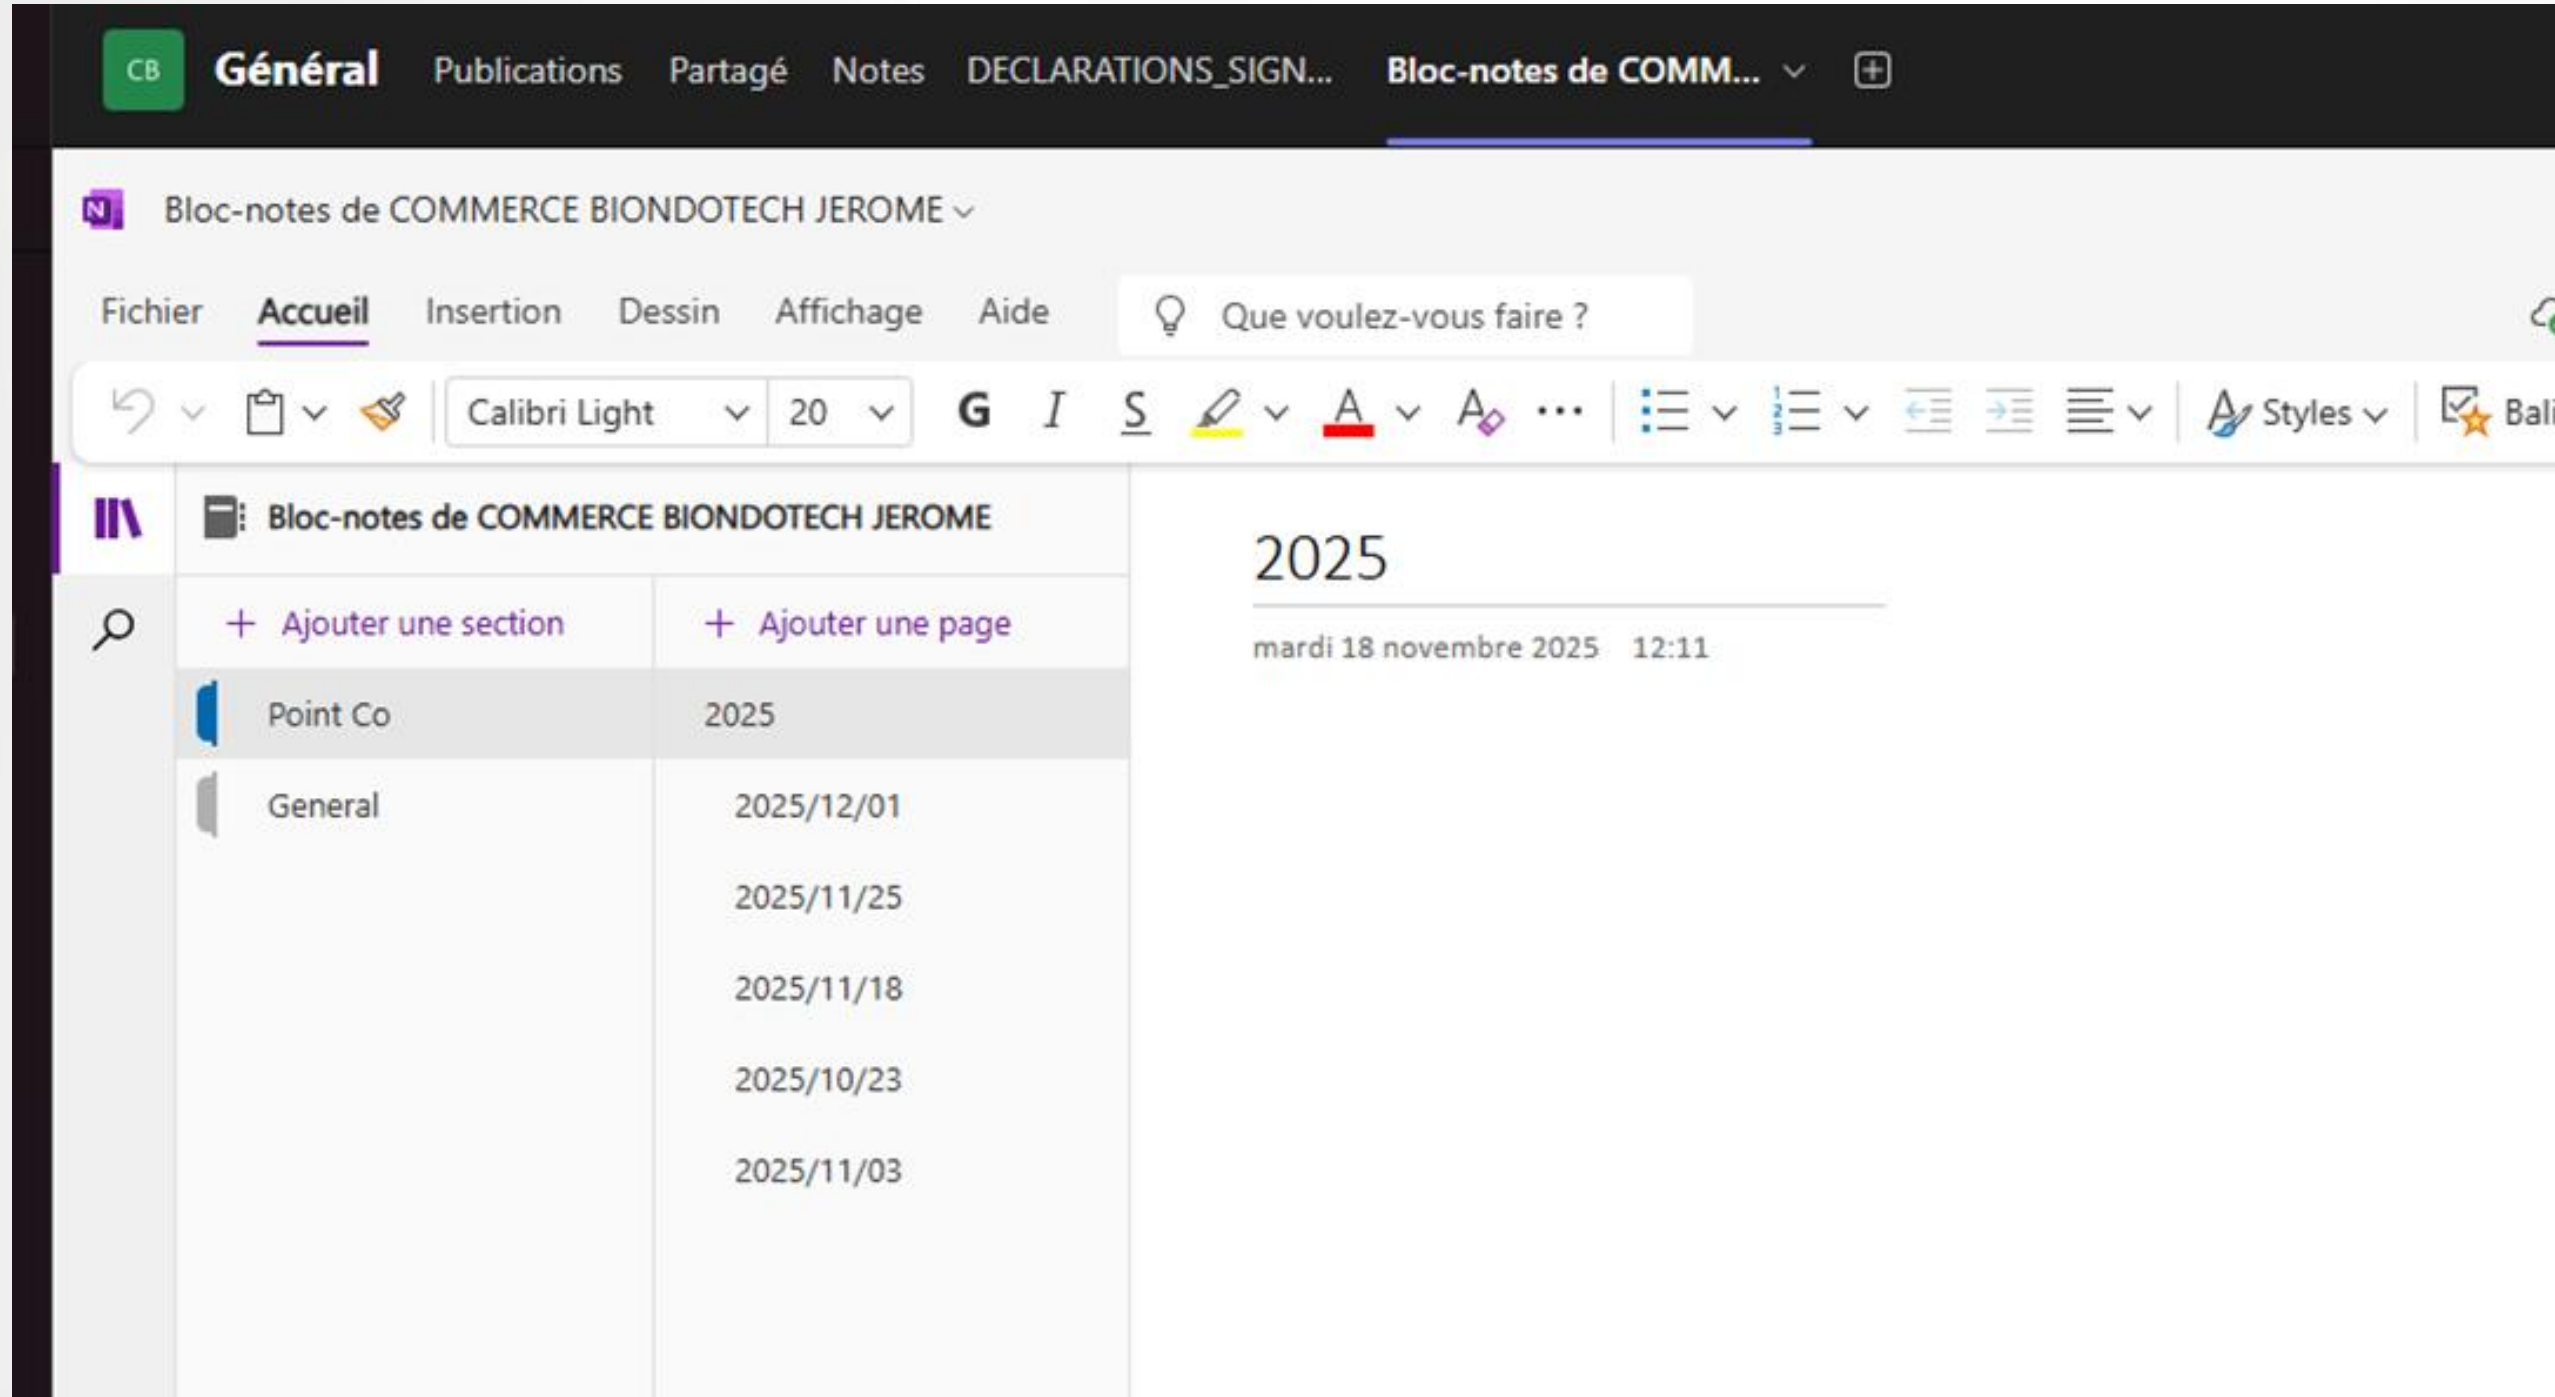 CB Général Publications Partagé Notes DECLARATIONS_SIGN... Bloc-notes de COMM...
N Bloc-notes de COMMERCE BIONDOTECH JEROME
Fichier Accueil Insertion Dessin Affichage Aide Que voulez-vous faire ?
Calibri Light 20 G I S A A Styles Bali
Bloc-notes de COMMERCE BIONDOTECH JEROME
+ Ajouter une section
+ Ajouter une page
Point Co
General
2025
2025/12/01
2025/11/25
2025/11/18
2025/10/23
2025/11/03
2025
mardi 18 novembre 2025 12:11